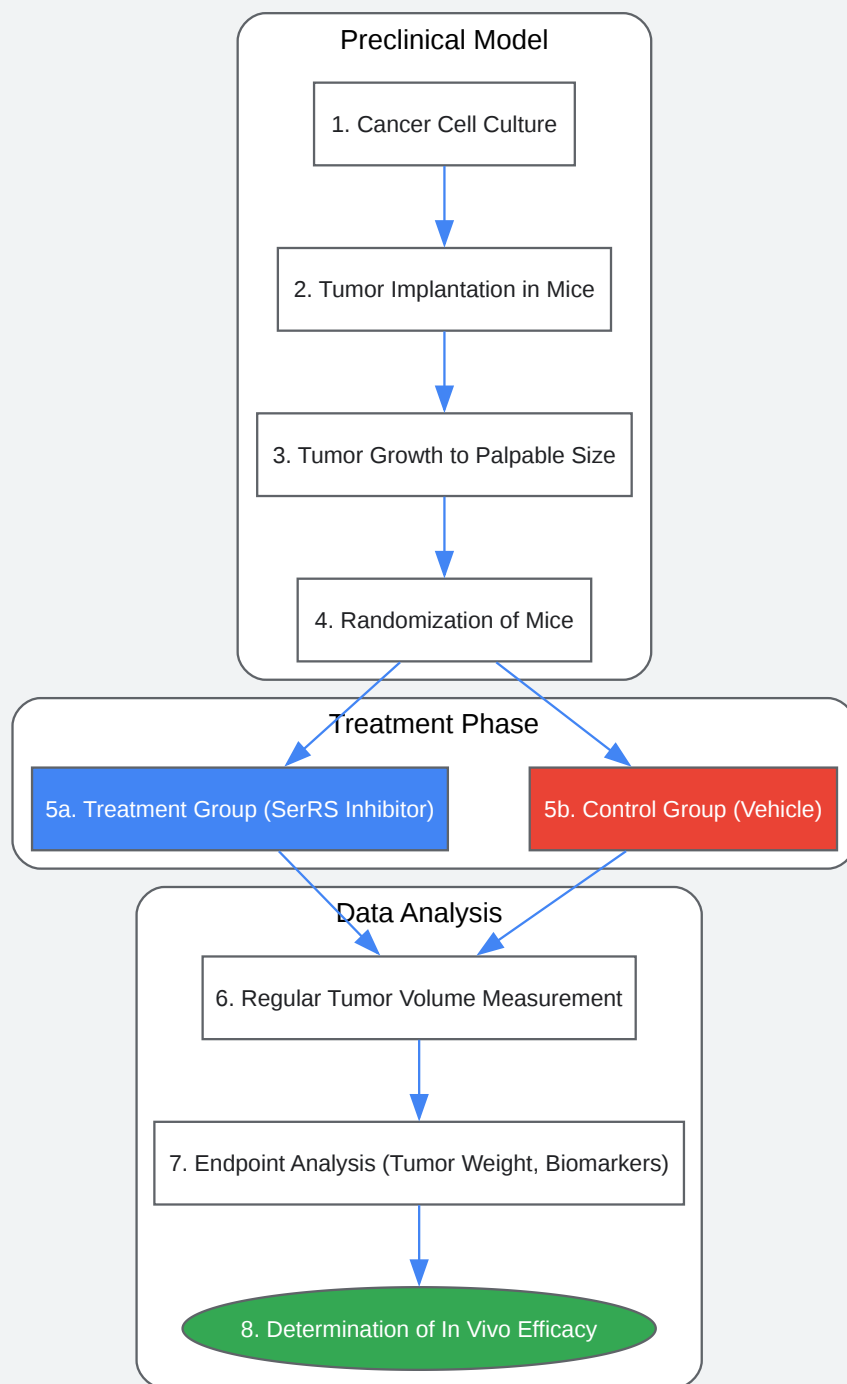 Preclinical Model
1. Cancer Cell Culture
2. Tumor Implantation in Mice
3. Tumor Growth to Palpable Size
4. Randomization of Mice
Treatment Phase
5a. Treatment Group (SerRS Inhibitor)
5b. Control Group (Vehicle)
Data Analysis
6. Regular Tumor Volume Measurement
7. Endpoint Analysis (Tumor Weight, Biomarkers)
8. Determination of In Vivo Efficacy